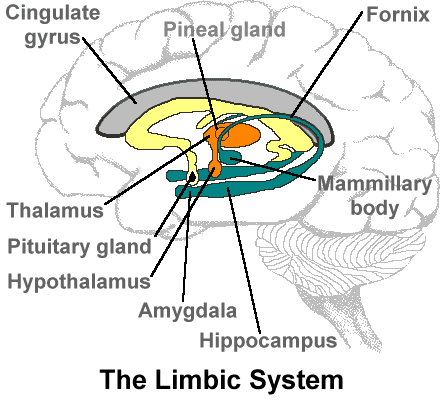 Cingulate
gyrus
Pineal gland
Fornix
Thalamus
Mammillary
body
Pituitary gland
Hypothalamus
Amygdala
Hippocampus
The Limbic System